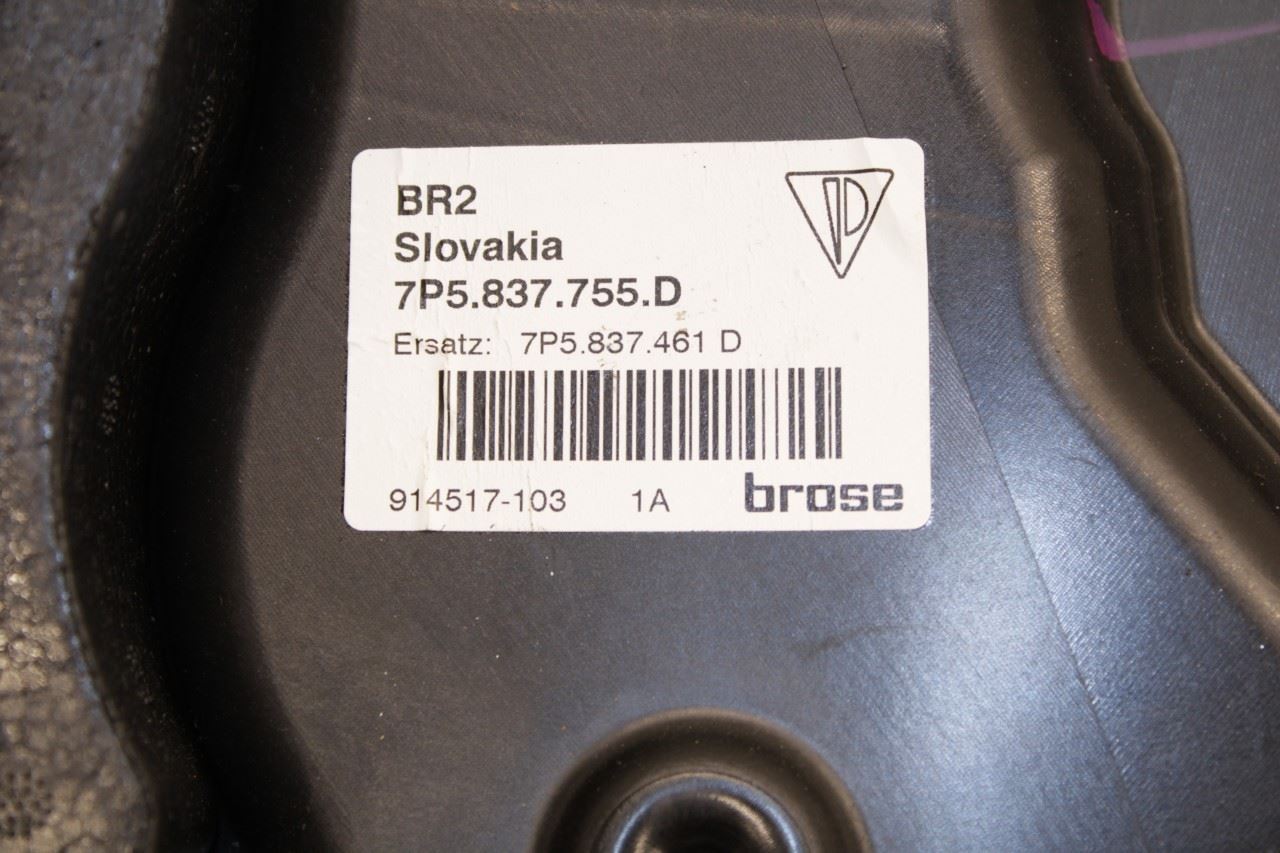 BR2
Slovakia
7P5.837.755.D
Ersatz: 7P5.837.461 D
914517-103 1A brose